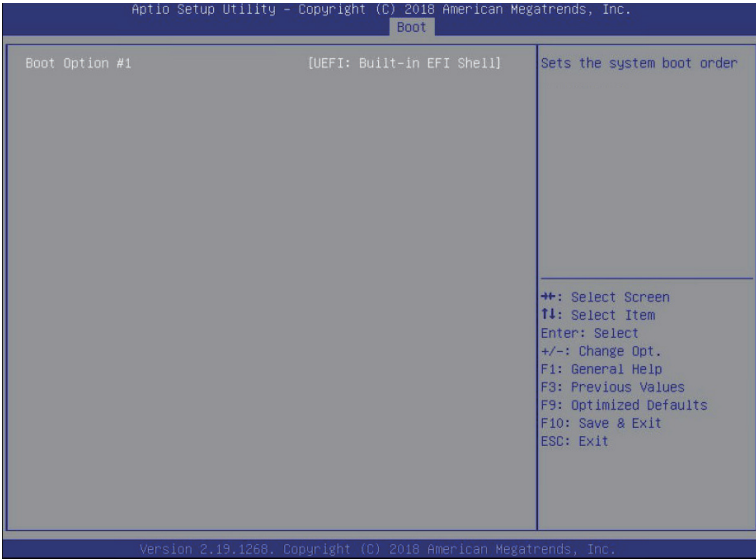 Aptio Setup Utility – Copyright (C) 2018 American Megatrends, Inc.
Boot
Boot Option #1 [UEFI: Built-in EFI Shell]
Sets the system boot order
→←: Select Screen
↑↓: Select Item
Enter: Select
+/-: Change Opt.
F1: General Help
F3: Previous Values
F9: Optimized Defaults
F10: Save & Exit
ESC: Exit
Version 2.19.1268. Copyright (C) 2018 American Megatrends, Inc.